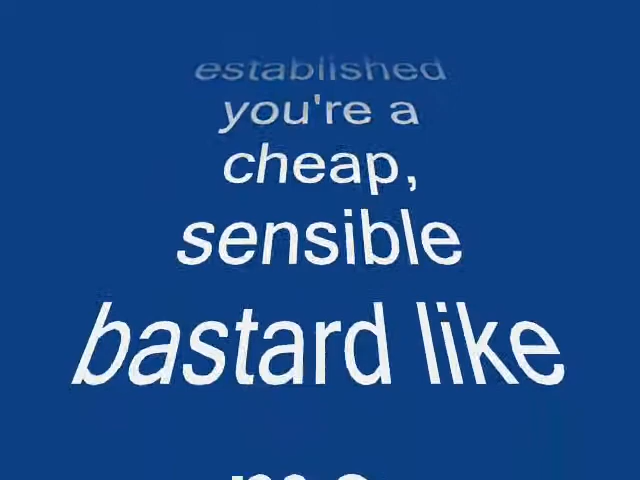 established
you're a
cheap,
sensible
bastard like